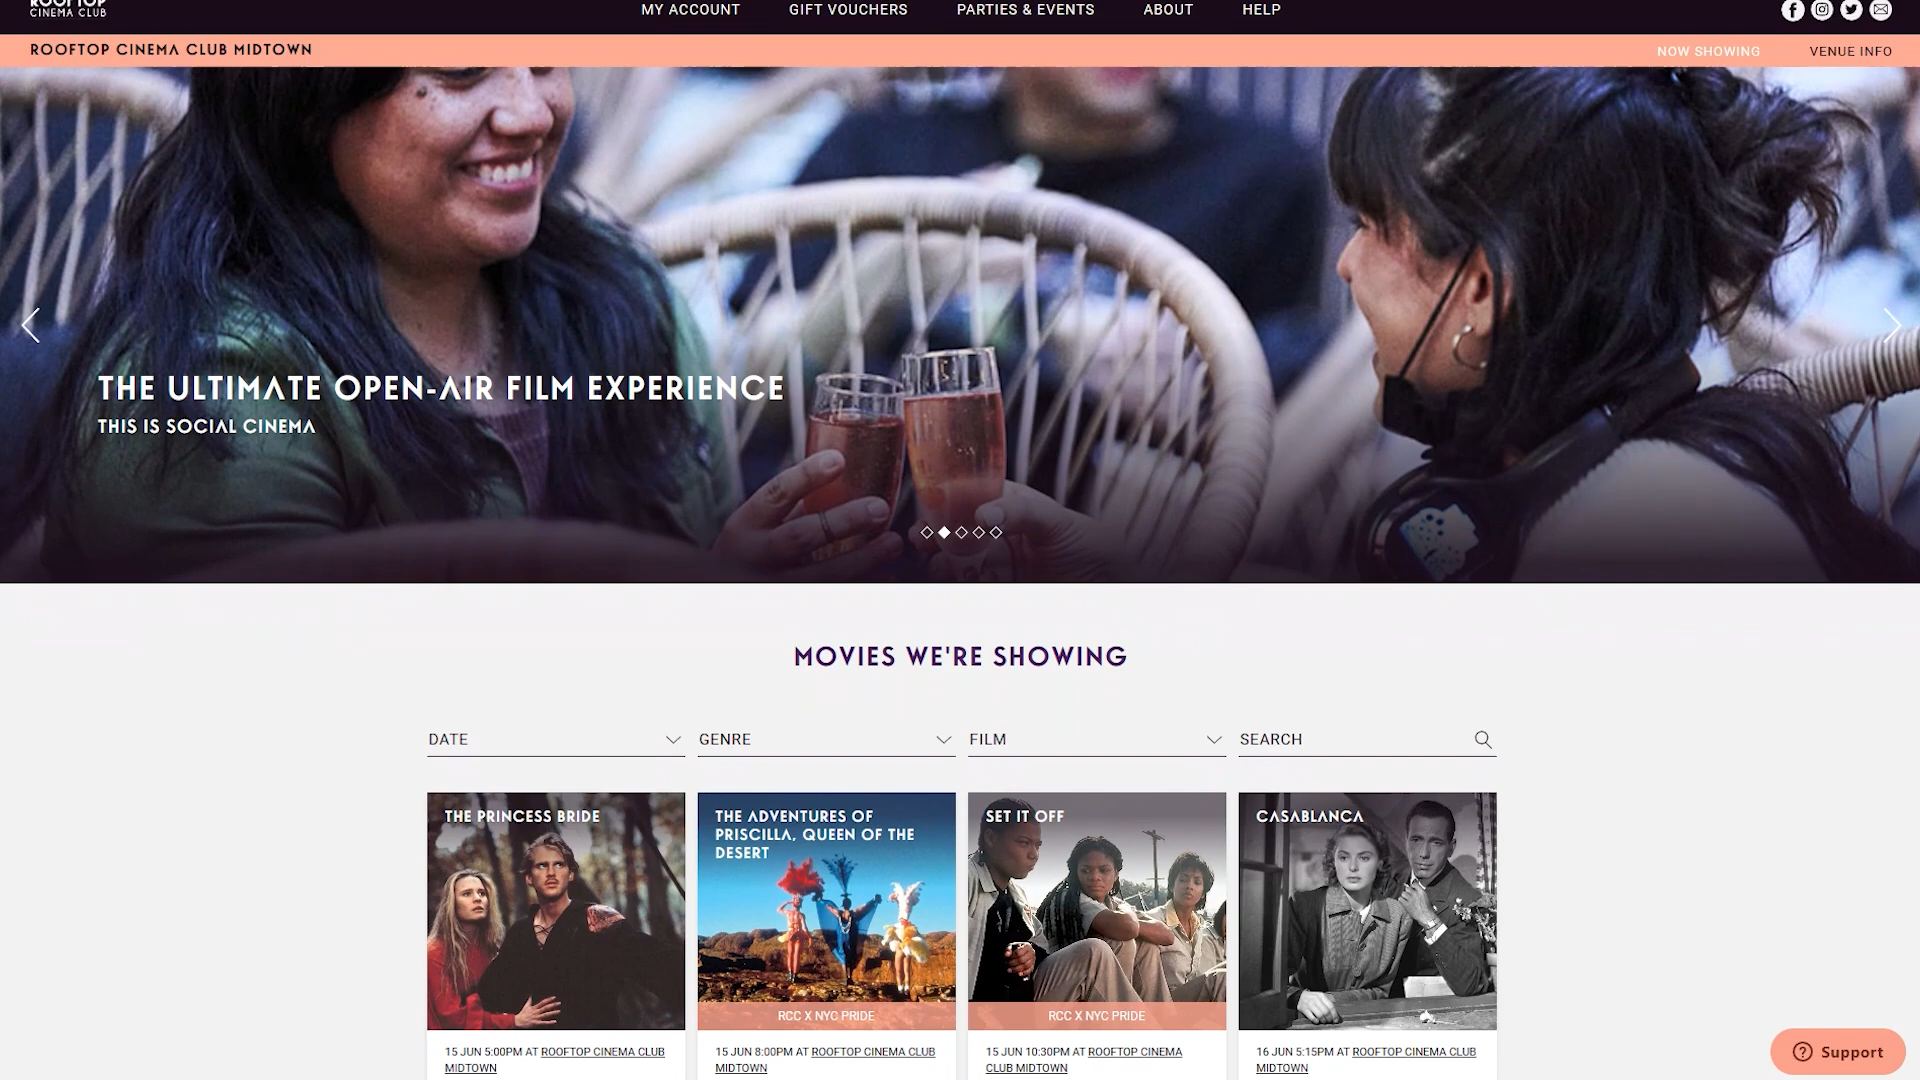 ROOFTOP
CINEMA CLUB
MY ACCOUNT GIFT VOUCHERS PARTIES & EVENTS ABOUT HELP
ROOFTOP CINEMA CLUB MIDTOWN
NOW SHOWING VENUE INFO
THE ULTIMATE OPEN-AIR FILM EXPERIENCE
THIS IS SOCIAL CINEMA
MOVIES WE'RE SHOWING
DATE GENRE FILM SEARCH
THE PRINCESS BRIDE
THE ADVENTURES OF
PRISCILLA, QUEEN OF THE
DESERT
RCC X NYC PRIDE
SET IT OFF
RCC X NYC PRIDE
CASABLANCA
15 JUN 5:00PM AT ROOFTOP CINEMA CLUB
MIDTOWN
15 JUN 8:00PM AT ROOFTOP CINEMA CLUB
MIDTOWN
15 JUN 10:30PM AT ROOFTOP CINEMA
CLUB MIDTOWN
16 JUN 5:15PM AT ROOFTOP CINEMA CLUB
MIDTOWN
Support